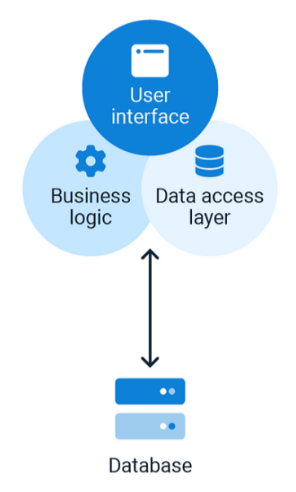 User
interface
Business
logic
Data access
layer
Database